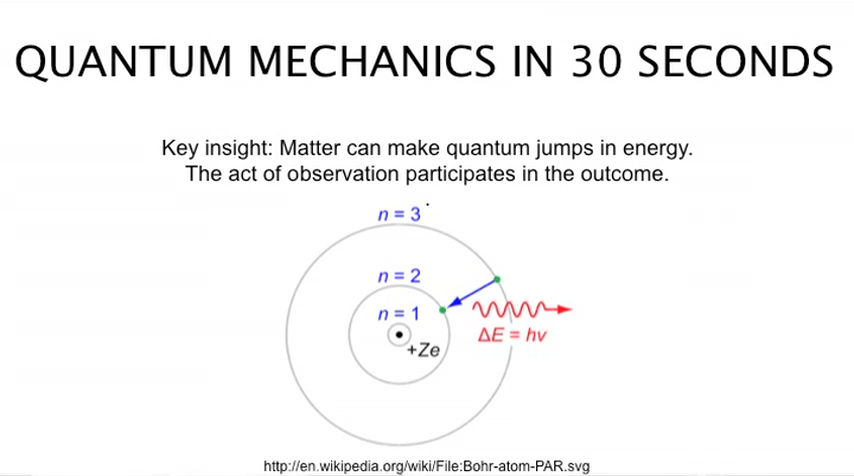 QUANTUM MECHANICS IN 30 SECONDS
Key insight: Matter can make quantum jumps in energy.
The act of observation participates in the outcome.
n = 3
n = 2
n = 1
+Ze
ΔE = hν
http://en.wikipedia.org/wiki/File:Bohr-atom-PAR.svg